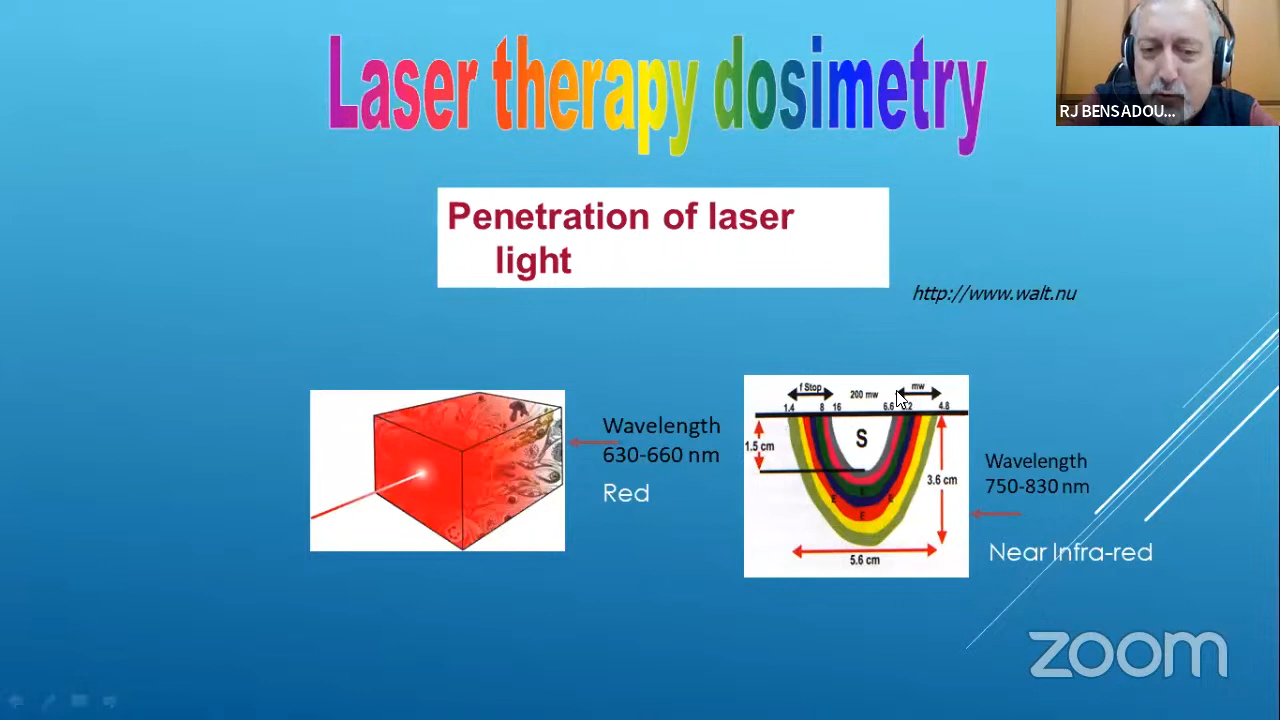 Laser therapy dosimetry
RJ BENSADOU...
Penetration of laser
light
http://www.walt.nu
Wavelength
630-660 nm
Red
f Stop
200 mw
mw
1.4
8
16
6.6
4.8
S
1.5 cm
3.6 cm
E
E
E
E
5.6 cm
Wavelength
750-830 nm
Near Infra-red
zoom